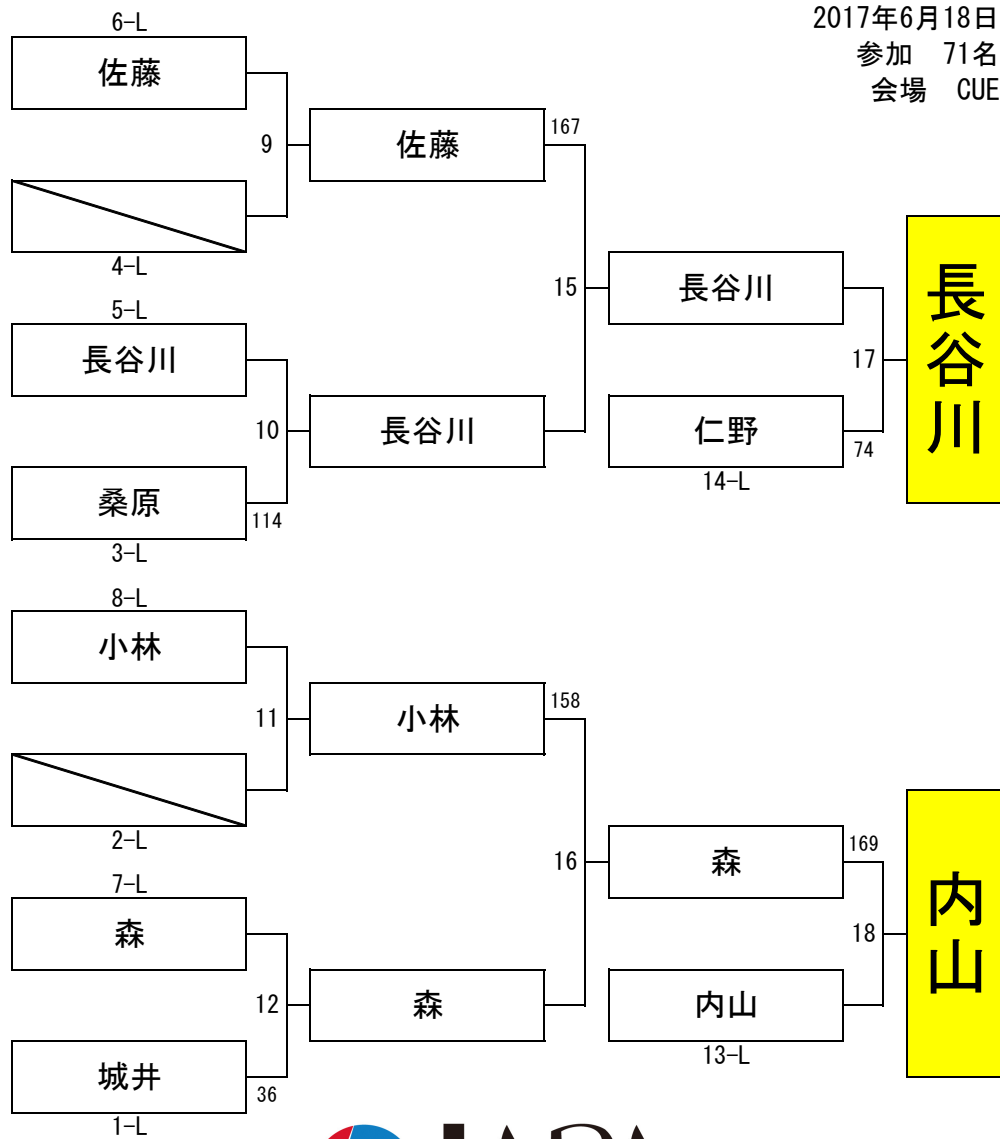 2017年6月18日
参加　71名
会場　CUE
6-L
佐藤
9
4-L
佐藤
167
5-L
長谷川
10
桑原
114
3-L
長谷川
15
長谷川
仁野
74
14-L
17
長谷川
8-L
小林
11
2-L
小林
158
7-L
森
12
城井
36
1-L
森
16
森
169
内山
13-L
18
内山